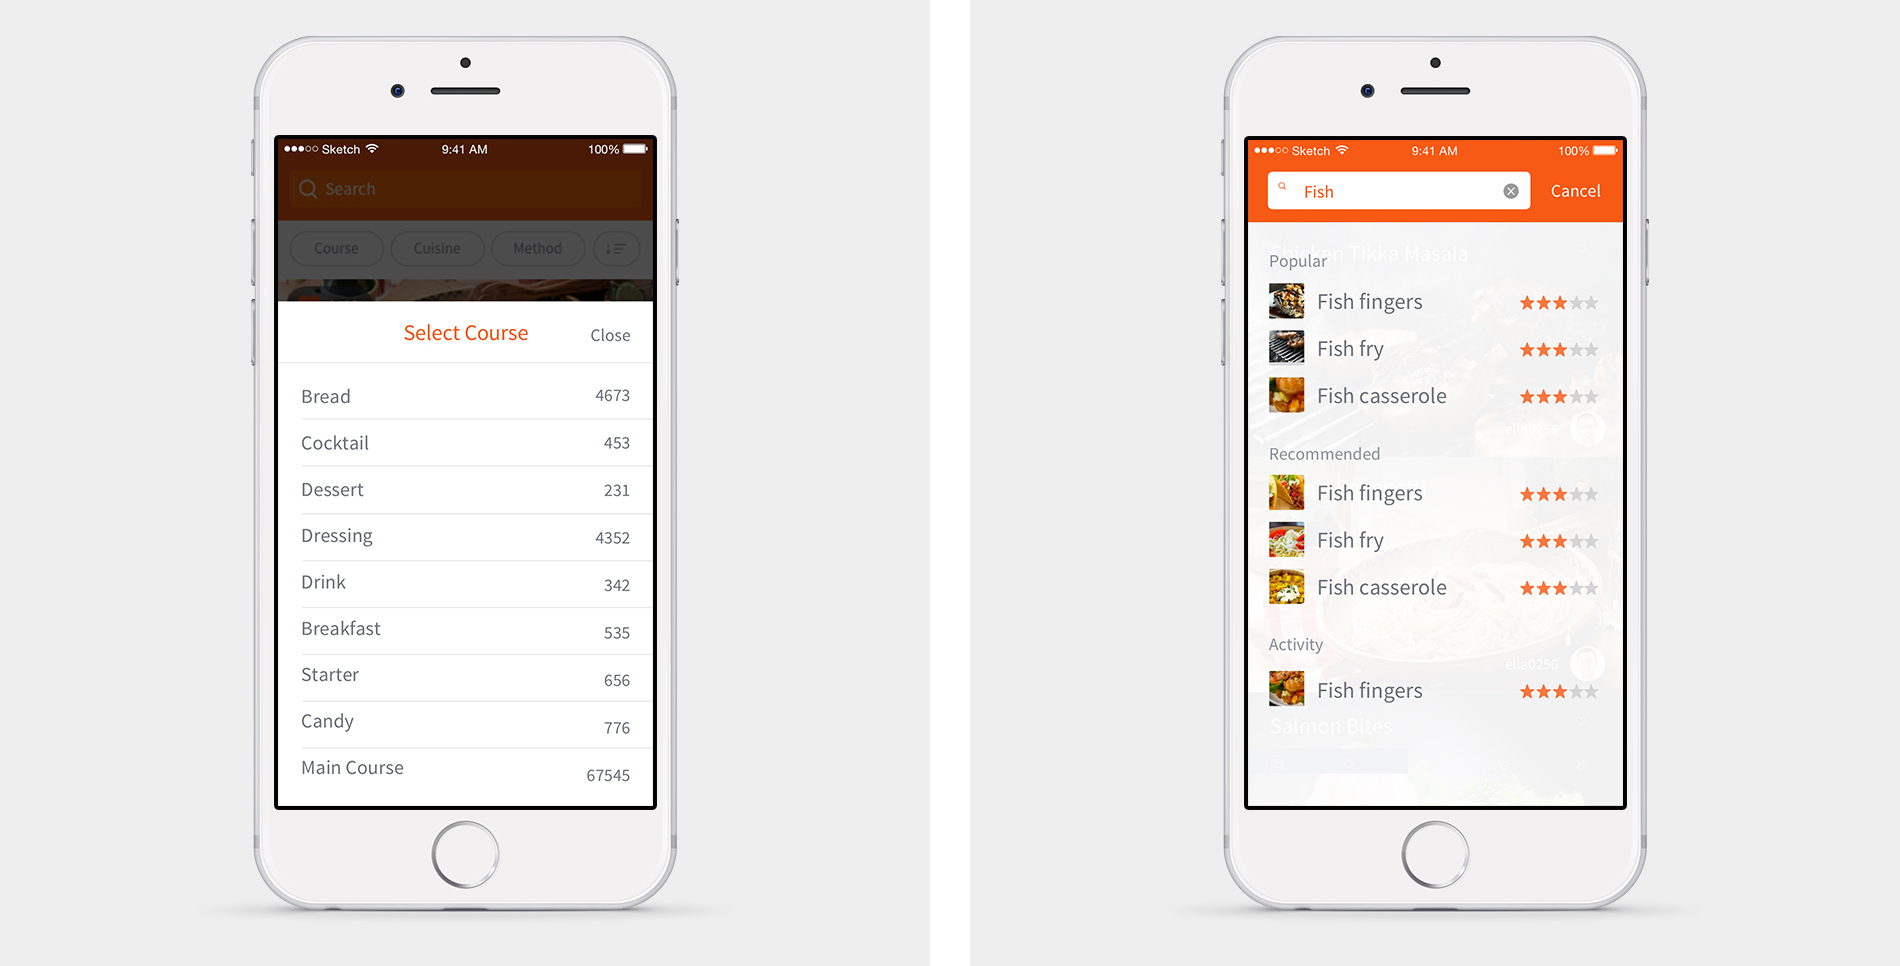 Sketch 9:41 AM 100%
Search
Course Cuisine Method
Select Course Close
Bread 4673
Cocktail 453
Dessert 231
Dressing 4352
Drink 342
Breakfast 535
Starter 656
Candy 776
Main Course 67545
Sketch 9:41 AM 100%
Fish Cancel
Chicken Tikka Masala
Popular
Fish fingers
Fish fry
Fish casserole
ella0256
Recommended
Fish fingers
Fish fry
Fish casserole
Activity
ella0256
Fish fingers
Salmon Bites